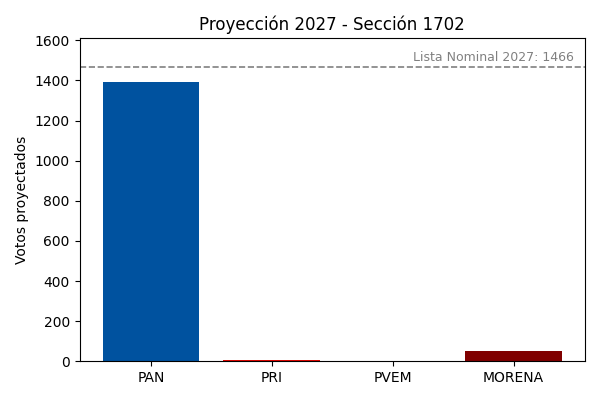 Proyección 2027 - Sección 1702
Lista Nominal 2027: 1466
Votos proyectados
1600
1400
1200
1000
800
600
400
200
0
PAN PRI PVEM MORENA